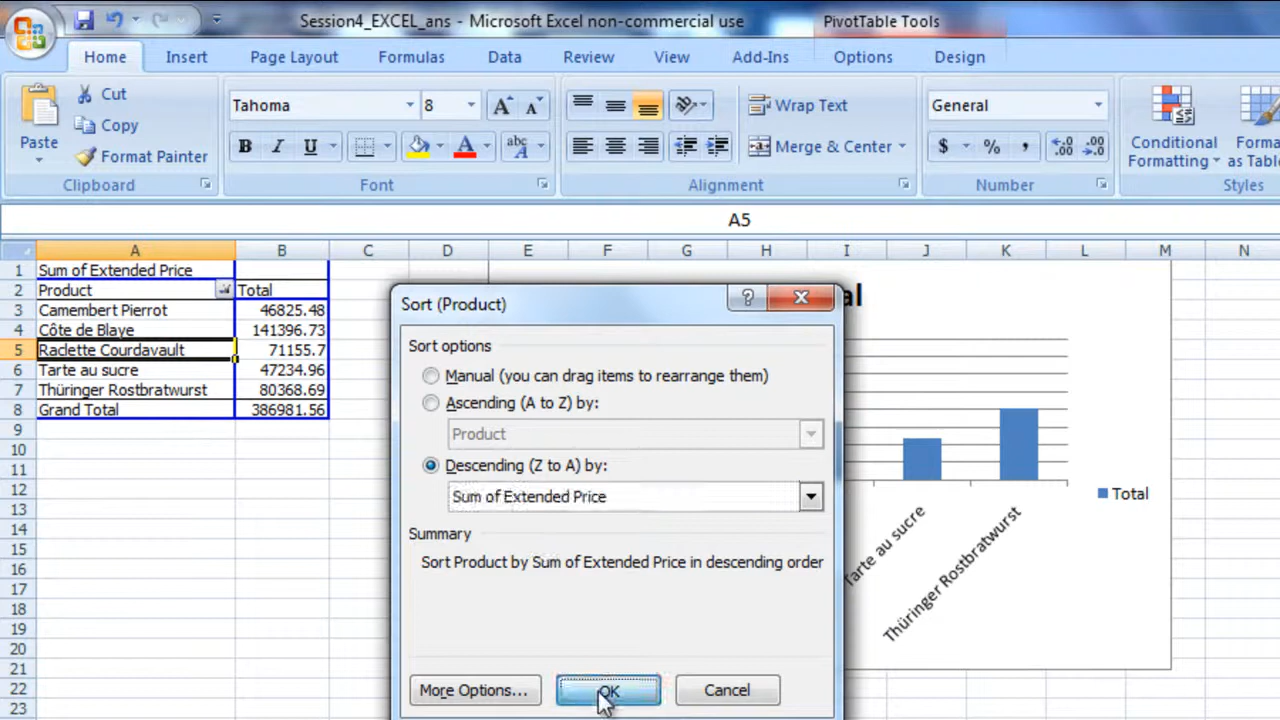 Session4_EXCEL_ans - Microsoft Excel non-commercial use PivotTable Tools
Home Insert Page Layout Formulas Data Review View Add-Ins Options Design
Paste
Cut
Copy
Format Painter
Clipboard
Tahoma 8
B I U
Font
Wrap Text
Merge & Center
Alignment
General
$ % ,
Number
Conditional
Formatting
as Table
Styles
A5
A B C D E F G H I J K L M N
1 Sum of Extended Price
2 Product Total
3 Camembert Pierrot 46825.48
4 Côte de Blaye 141396.73
5 Raclette Courdavault 71155.7
6 Tarte au sucre 47234.96
7 Thüringer Rostbratwurst 80368.69
8 Grand Total 386981.56
9
10
11
12
13
14
15
16
17
18
19
20
21
22
23
Sort (Product)
Sort options
Manual (you can drag items to rearrange them)
Ascending (A to Z) by:
Product
Descending (Z to A) by:
Sum of Extended Price
Summary
Sort Product by Sum of Extended Price in descending order
More Options... OK Cancel
Total
Tarte au sucre
Thüringer Rostbratwurst